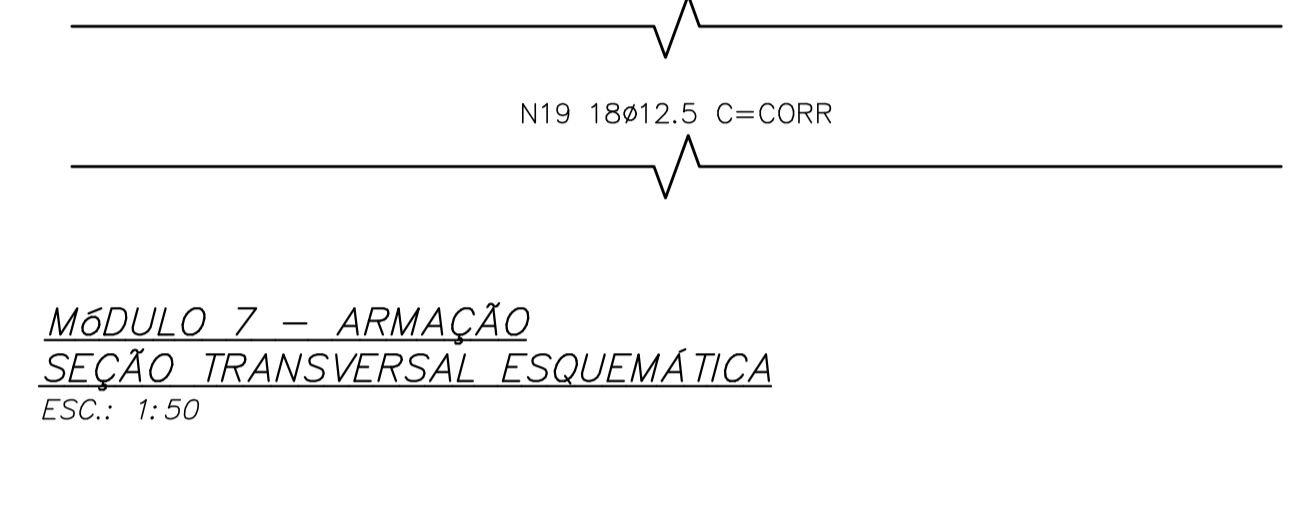 N19 18ø12.5 C=CORR
MóDULO 7 – ARMAÇÃO
SEÇÃO TRANSVERSAL ESQUEMÁTICA
ESC.: 1:50